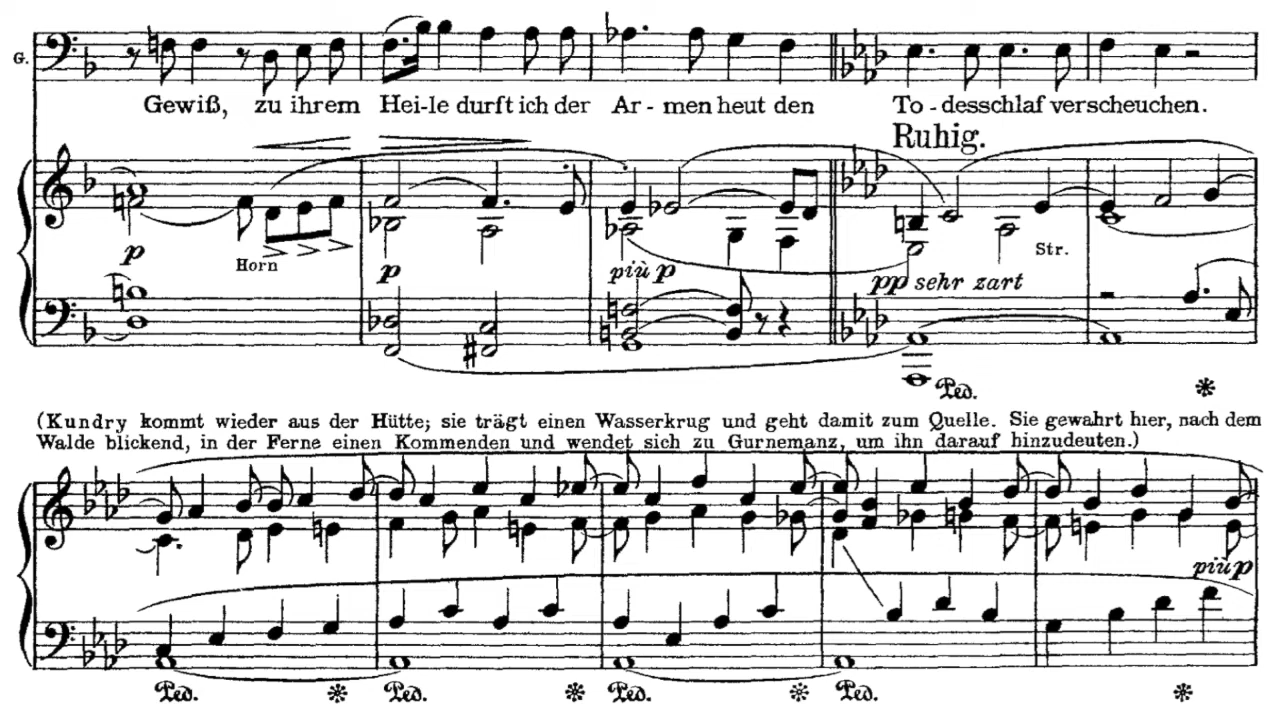 G.
Gewiß, zu ihrem Hei-le durft ich der Ar - men heut den To - desschlaf verscheuchen.
Ruhig.
p
Horn
p
più p
Str.
pp sehr zart
Ped.
(Kundry kommt wieder aus der Hütte; sie trägt einen Wasserkrug und geht damit zum Quelle. Sie gewahrt hier, nach dem
Walde blickend, in der Ferne einen Kommenden und wendet sich zu Gurnemanz, um ihn darauf hinzudeuten.)
più p
Ped. Ped. Ped. Ped.